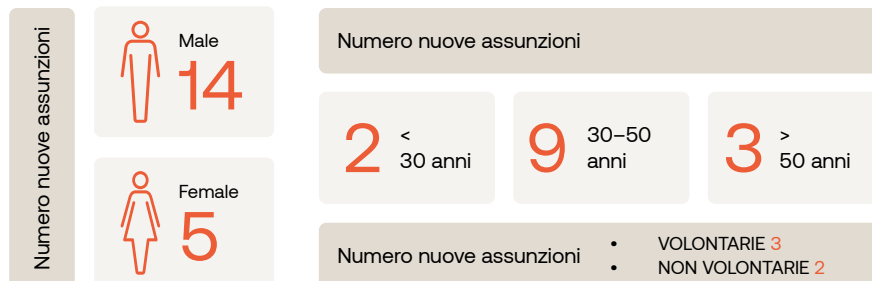 Numero nuove assunzioni
Male
14
Female
5
Numero nuove assunzioni
2
<
30 anni
9
30–50
anni
3
>
50 anni
Numero nuove assunzioni
• VOLONTARIE 3
• NON VOLONTARIE 2